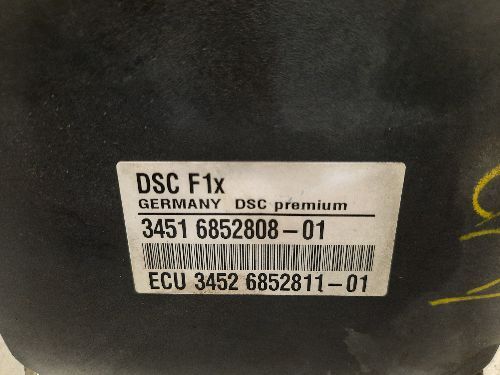 DSC F1x
GERMANY DSC premium
3451 6852808-01
ECU 3452 6852811-01